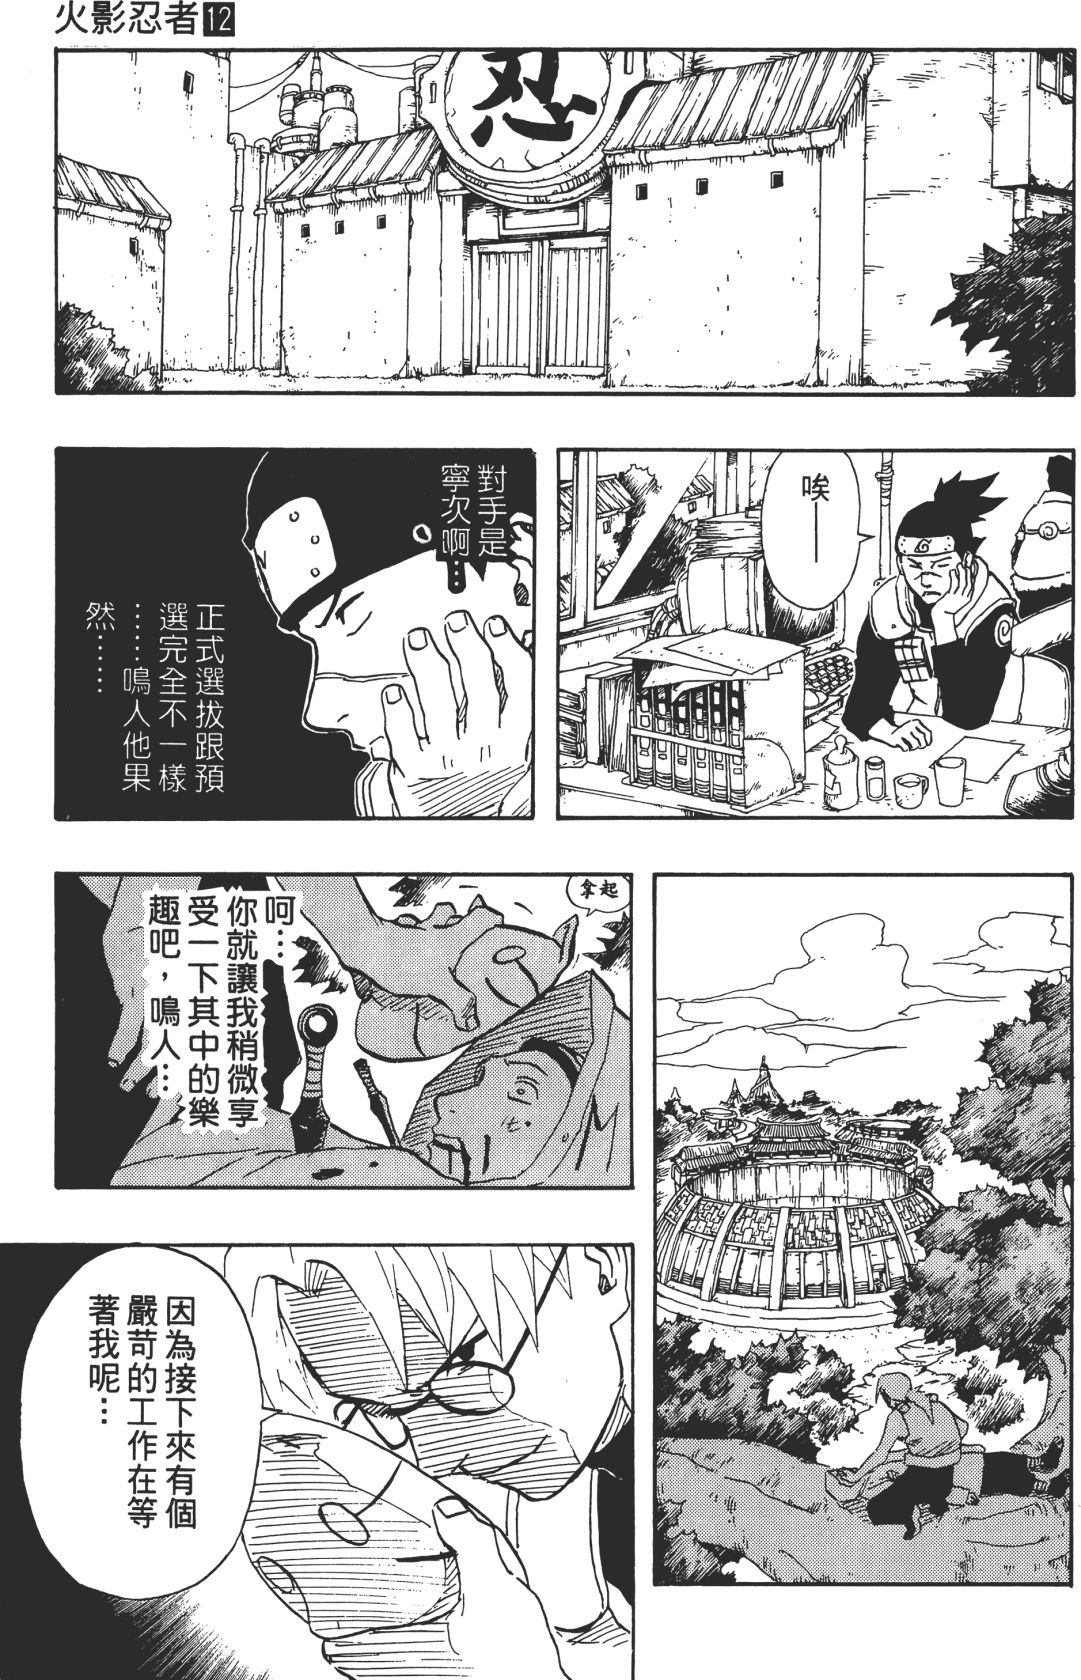 火影忍者12
忍
唉──
對手是
寧次啊…
正式選拔跟預
選完全不一樣
……鳴人他果
然……
拿起
呵…
你就讓我稍微享
受一下其中的樂
趣吧，鳴人…
因為接下來有個
嚴苛的工作在等
著我呢…